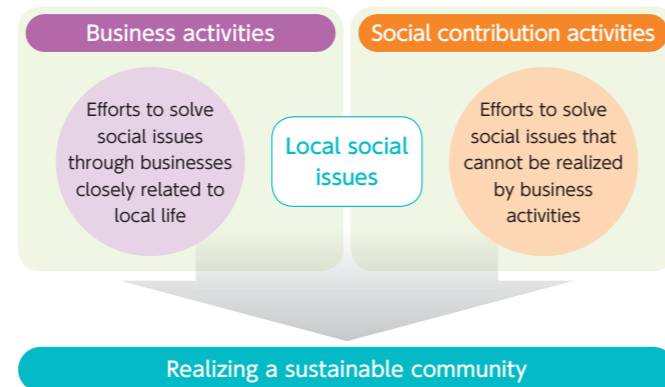 Business activities
Social contribution activities
Efforts to solve
social issues
through businesses
closely related to
local life
Local social
issues
Efforts to solve
social issues that
cannot be realized
by business
activities
Realizing a sustainable community